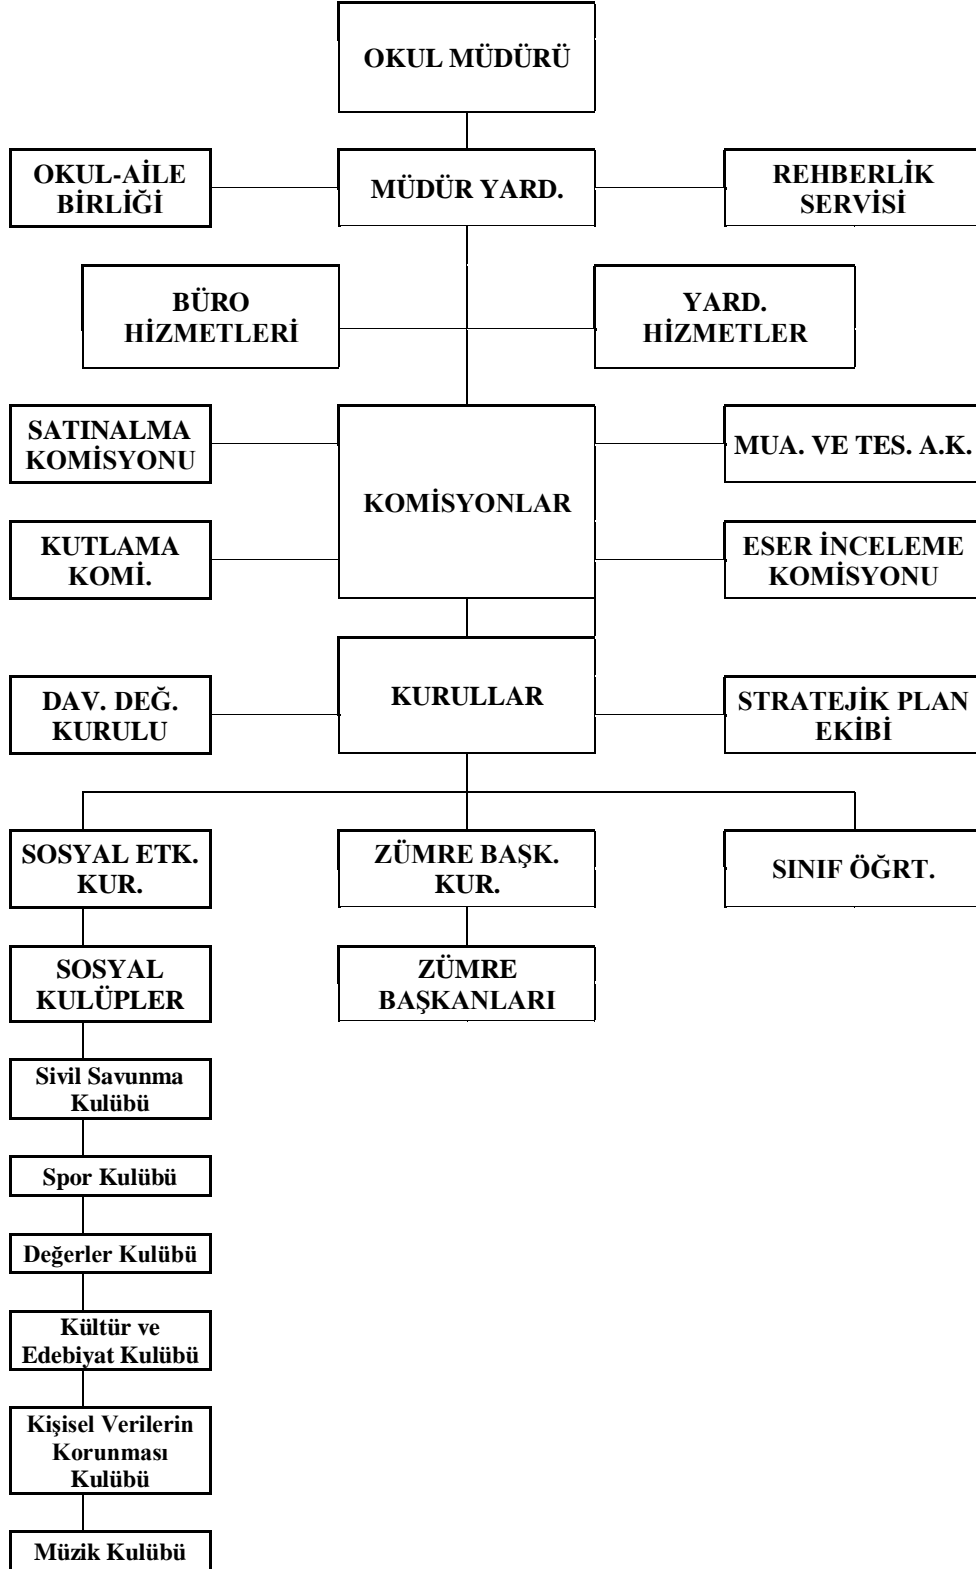 OKUL MÜDÜRÜ
OKUL-AİLE
BİRLİĞİ
MÜDÜR YARD.
REHBERLİK
SERVİSİ
BÜRO
HİZMETLERİ
YARD.
HİZMETLER
SATINALMA
KOMİSYONU
KOMİSYONLAR
MUA. VE TES. A.K.
KUTLAMA
KOMİ.
ESER İNCELEME
KOMİSYONU
DAV. DEĞ.
KURULU
KURULLAR
STRATEJİK PLAN
EKİBİ
SOSYAL ETK.
KUR.
ZÜMRE BAŞK.
KUR.
SINIF ÖĞRT.
SOSYAL
KULÜPLER
ZÜMRE
BAŞKANLARI
Sivil Savunma
Kulübü
Spor Kulübü
Değerler Kulübü
Kültür ve
Edebiyat Kulübü
Kişisel Verilerin
Korunması
Kulübü
Müzik Kulübü